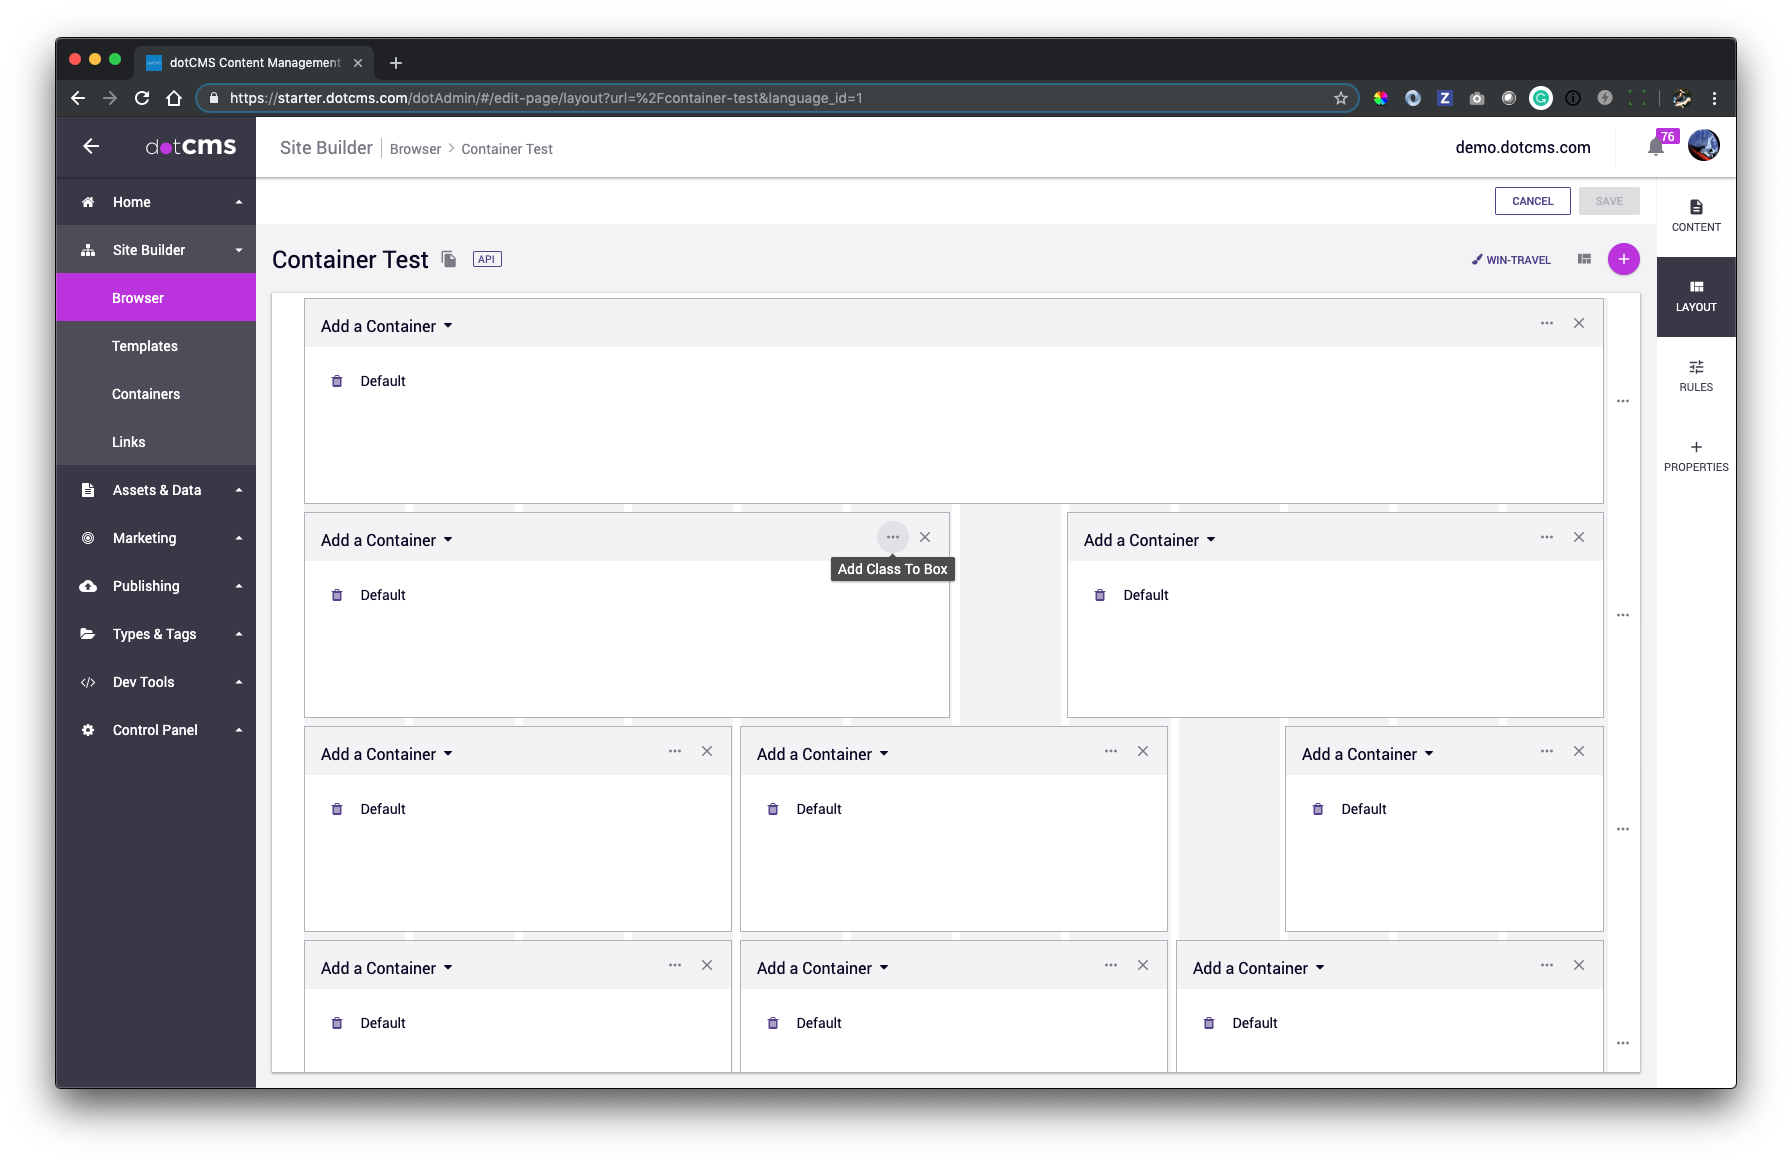 dotCMS Content Management
https://starter.dotcms.com/dotAdmin/#/edit-page/layout?url=%2Fcontainer-test&language_id=1
dotCMS
Site Builder
Browser > Container Test
demo.dotcms.com
76
Home
Site Builder
Browser
Templates
Containers
Links
Assets & Data
Marketing
Publishing
Types & Tags
Dev Tools
Control Panel
CANCEL
SAVE
Container Test
API
WIN-TRAVEL
CONTENT
LAYOUT
RULES
PROPERTIES
Add a Container
Default
Add a Container
Add Class To Box
Default
Add a Container
Default
Add a Container
Default
Add a Container
Default
Add a Container
Default
Add a Container
Default
Add a Container
Default
Add a Container
Default